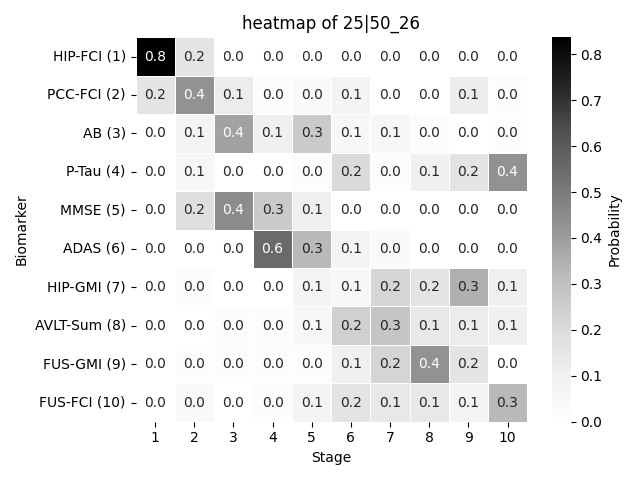 heatmap of 25|50_26
HIP-FCI (1) 0.8 0.2 0.0 0.0 0.0 0.0 0.0 0.0 0.0 0.0
PCC-FCI (2) 0.2 0.4 0.1 0.0 0.0 0.1 0.0 0.0 0.1 0.0
AB (3) 0.0 0.1 0.4 0.1 0.3 0.1 0.1 0.0 0.0 0.0
P-Tau (4) 0.0 0.1 0.0 0.0 0.0 0.2 0.0 0.1 0.2 0.4
MMSE (5) 0.0 0.2 0.4 0.3 0.1 0.0 0.0 0.0 0.0 0.0
ADAS (6) 0.0 0.0 0.0 0.6 0.3 0.1 0.0 0.0 0.0 0.0
HIP-GMI (7) 0.0 0.0 0.0 0.0 0.1 0.1 0.2 0.2 0.3 0.1
AVLT-Sum (8) 0.0 0.0 0.0 0.0 0.1 0.2 0.3 0.1 0.1 0.1
FUS-GMI (9) 0.0 0.0 0.0 0.0 0.0 0.1 0.2 0.4 0.2 0.0
FUS-FCI (10) 0.0 0.0 0.0 0.0 0.1 0.2 0.1 0.1 0.1 0.3
1 2 3 4 5 6 7 8 9 10
Stage
Biomarker
0.8
0.7
0.6
0.5
0.4
0.3
0.2
0.1
0.0
Probability